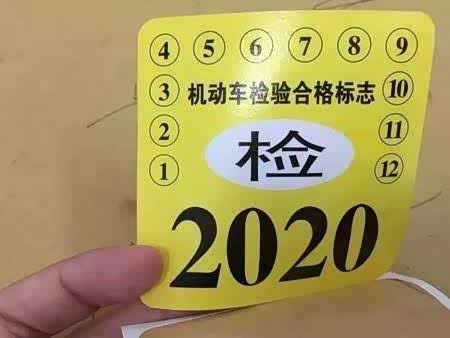 ④ ⑤ ⑥ ⑦ ⑧ ⑨
③ 机动车检验合格标志 ⑩
② ⑪
检
① ⑫
2020